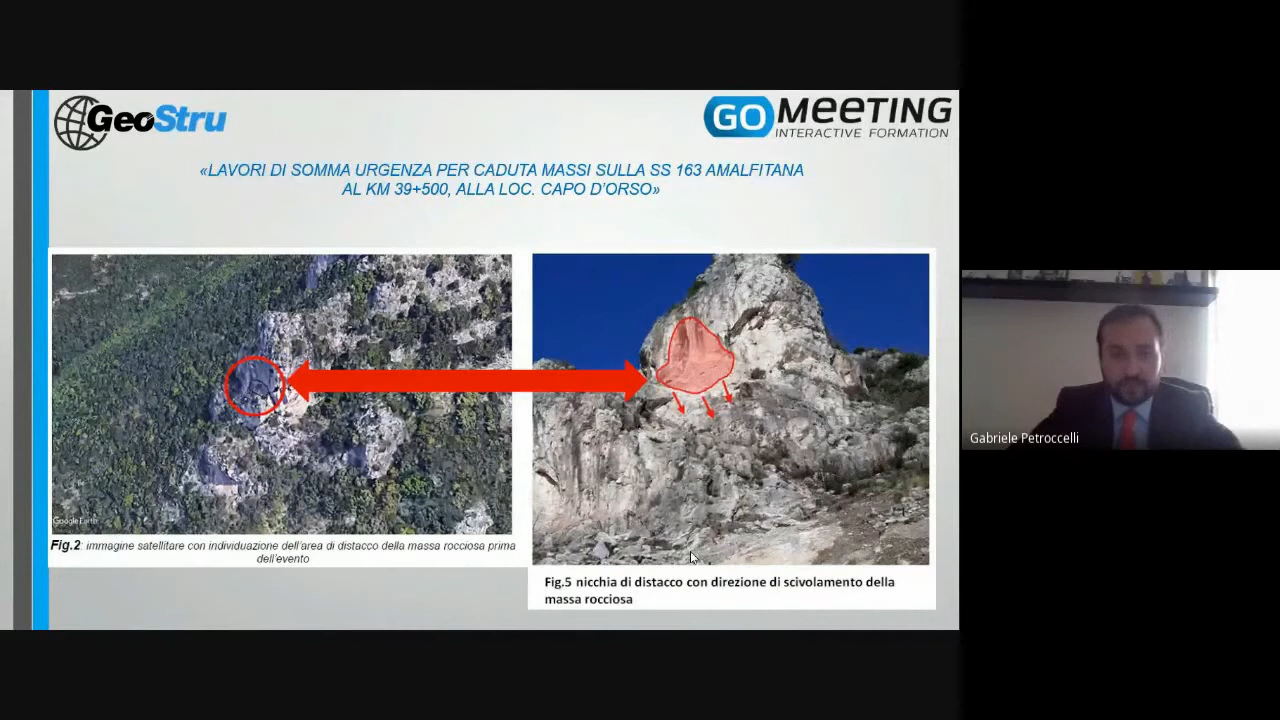 GeoStru
GO MEETING
INTERACTIVE FORMATION
«LAVORI DI SOMMA URGENZA PER CADUTA MASSI SULLA SS 163 AMALFITANA
AL KM 39+500, ALLA LOC. CAPO D'ORSO»
Google Earth
Fig.2: immagine satellitare con individuazione dell'area di distacco della massa rocciosa prima
dell'evento
Fig.5 nicchia di distacco con direzione di scivolamento della
massa rocciosa
Gabriele Petroccelli